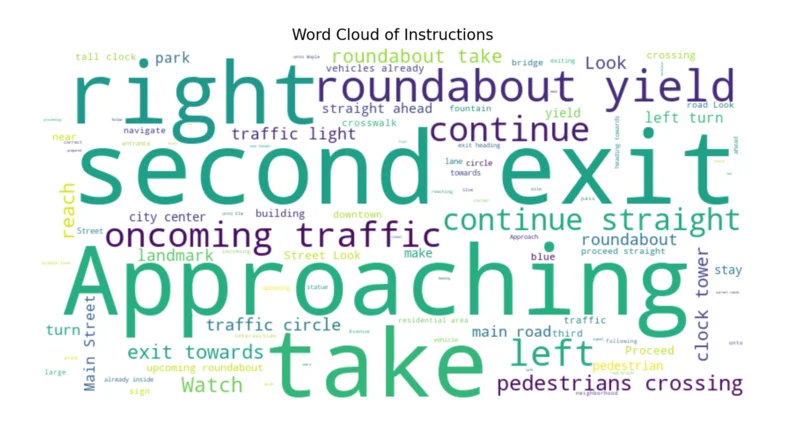 Word Cloud of Instructions
tall clock
park
roundabout take
bridge
exiting
Look
crossing
right
vehicles already
roundabout yield
straight ahead
fountain
road Look
crosswalk
yield
left turn
navigate
traffic light
continue
near
entrance
exit heading
heading towards
ahead
second exit
lane
circle
towards
reach
city center
building
downtown
continue straight
Street
oncoming traffic
Approach
roundabout
proceed straight
landmark
Street Look
make
blue
clock tower
Approaching
stay
statue
Main Street
turn
traffic circle
residential area
main road
third
traffic
following
onto
vehicle
exit towards
take
left
Proceed
upcoming roundabout
pedestrian
large
already inside
Watch
sign
pedestrians crossing
neighborhood